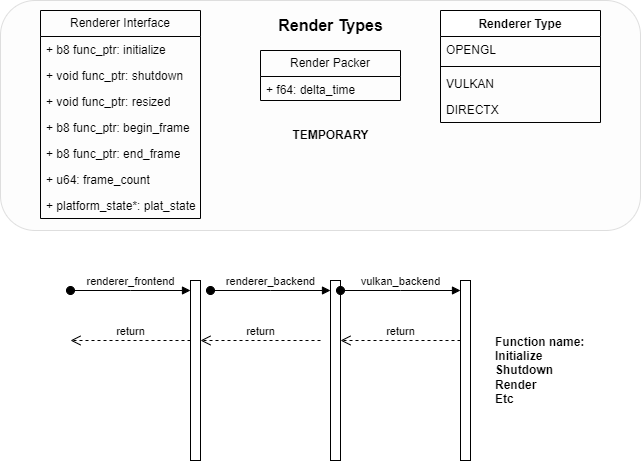 Renderer Interface
+ b8 func_ptr: initialize
+ void func_ptr: shutdown
+ void func_ptr: resized
+ b8 func_ptr: begin_frame
+ b8 func_ptr: end_frame
+ u64: frame_count
+ platform_state*: plat_state
Render Types
Render Packer
+ f64: delta_time
TEMPORARY
Renderer Type
OPENGL
VULKAN
DIRECTX
renderer_frontend
renderer_backend
vulkan_backend
return
return
return
Function name:
Initialize
Shutdown
Render
Etc